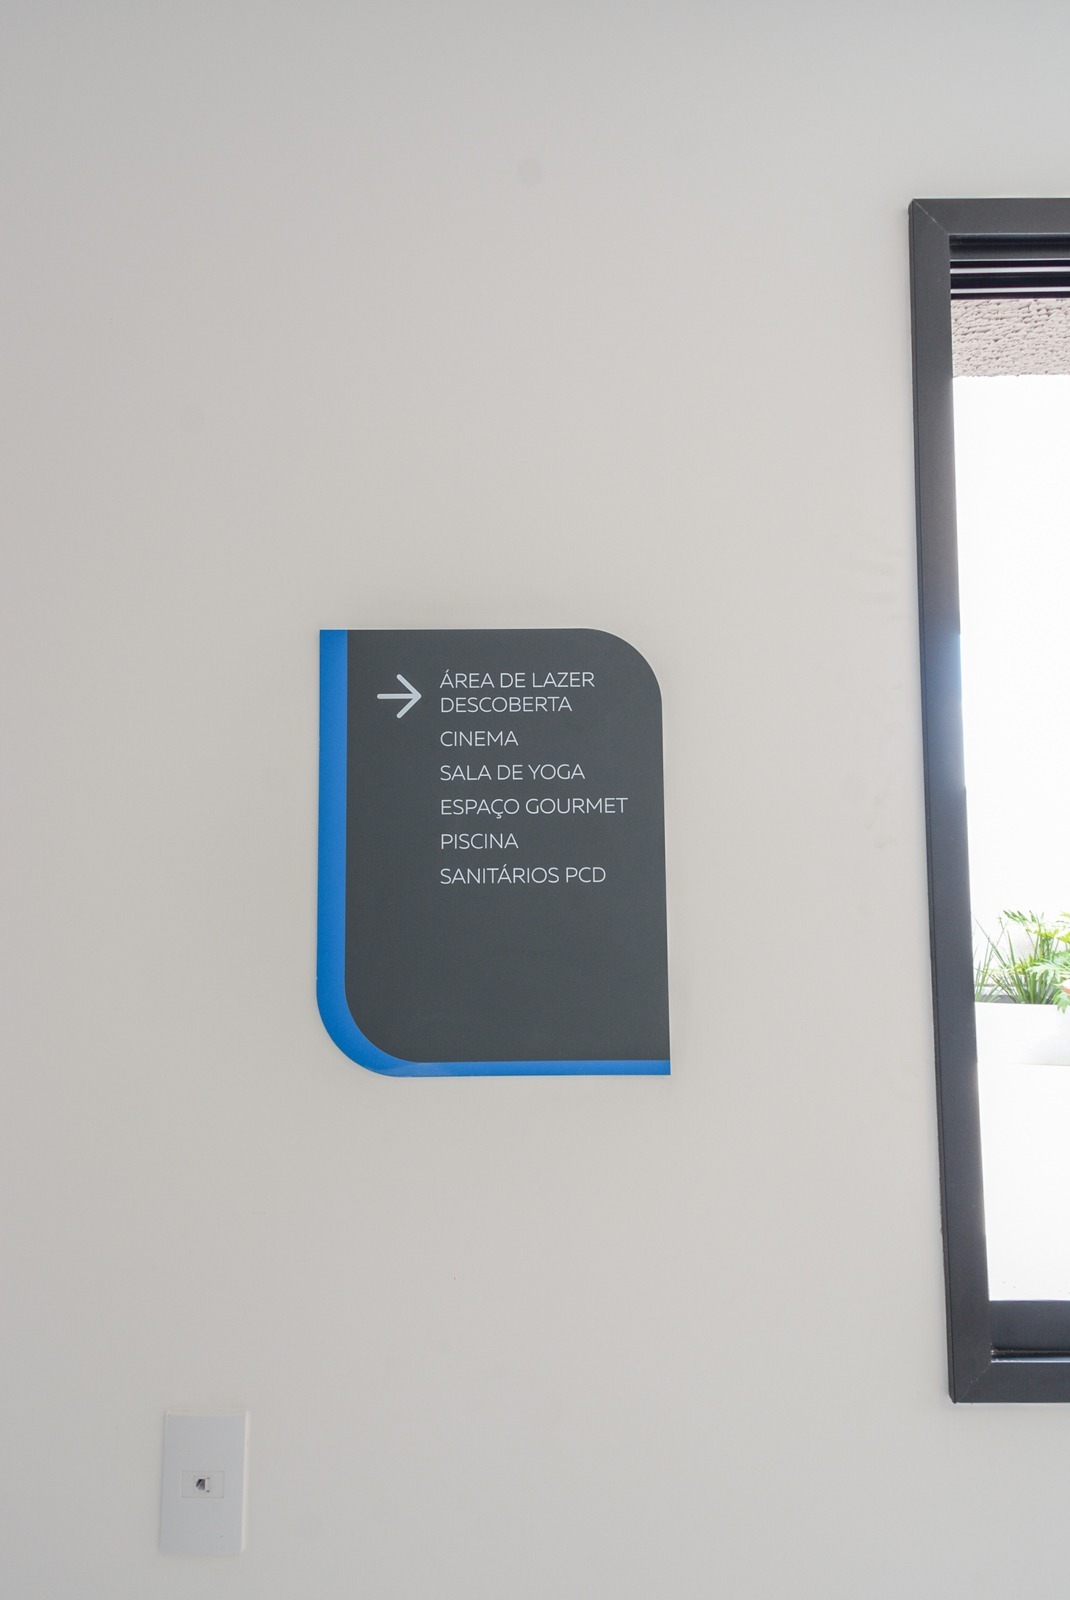 ÁREA DE LAZER
DESCOBERTA
CINEMA
SALA DE YOGA
ESPAÇO GOURMET
PISCINA
SANITÁRIOS PCD